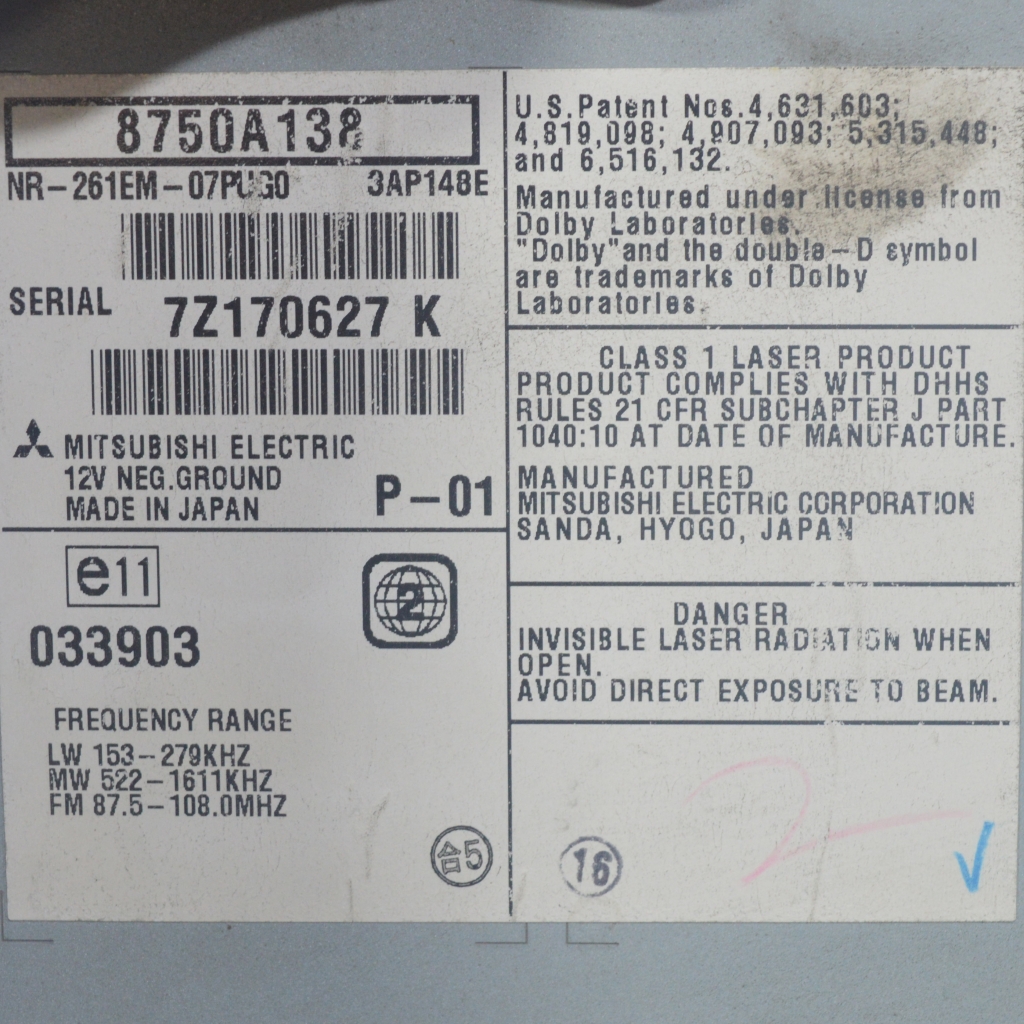 8750A138
NR-261EM-07PUG0 3AP148E
SERIAL 7Z170627 K
MITSUBISHI ELECTRIC
12V NEG.GROUND
MADE IN JAPAN P-01
e11
2
033903
FREQUENCY RANGE
LW 153-279KHZ
MW 522-1611KHZ
FM 87.5-108.0MHZ
台5
U.S.Patent Nos.4,631,603;
4,819,098; 4,907,093; 5,315,448;
and 6,516,132.
Manufactured under license from
Dolby Laboratories.
"Dolby"and the double-D symbol
are trademarks of Dolby
Laboratories.
CLASS 1 LASER PRODUCT
PRODUCT COMPLIES WITH DHHS
RULES 21 CFR SUBCHAPTER J PART
1040:10 AT DATE OF MANUFACTURE.
MANUFACTURED
MITSUBISHI ELECTRIC CORPORATION
SANDA, HYOGO, JAPAN
DANGER
INVISIBLE LASER RADIATION WHEN
OPEN.
AVOID DIRECT EXPOSURE TO BEAM.
2
16